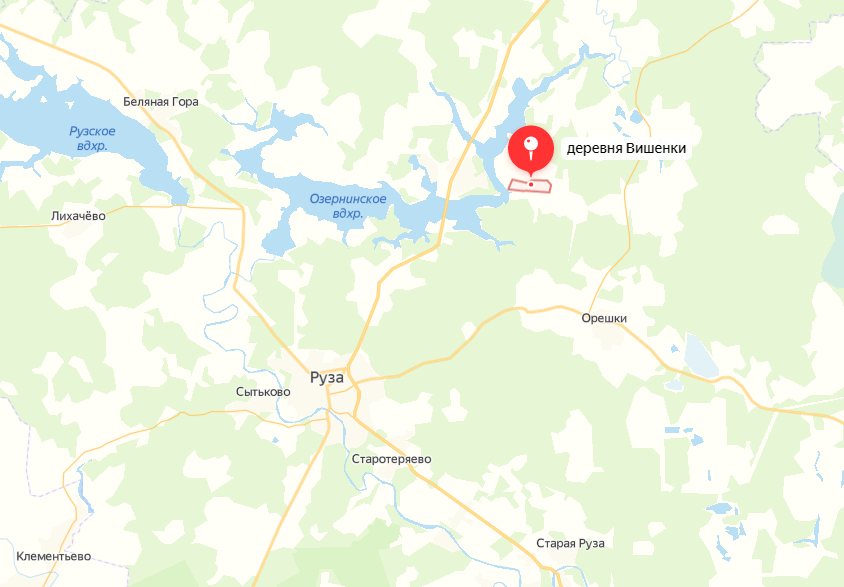 Беляная Гора
Рузское
вдхр.
деревня Вишенки
Озернинское
вдхр.
Лихачёво
Орешки
Руза
Сытьково
Старотеряево
Старая Руза
Клементьево